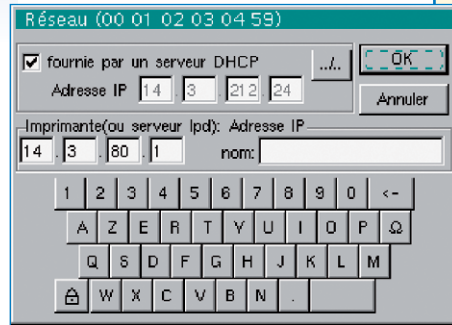 Réseau (00 01 02 03 04 59)
fournie par un serveur DHCP
../..
OK
Adresse IP 14 . 3 . 212 . 24
Annuler
Imprimante(ou serveur lpd): Adresse IP
14 . 3 . 80 . 1 nom:
1 2 3 4 5 6 7 8 9 0 <-
A Z E R T Y U I O P Ω
Q S D F G H J K L M
W X C V B N .